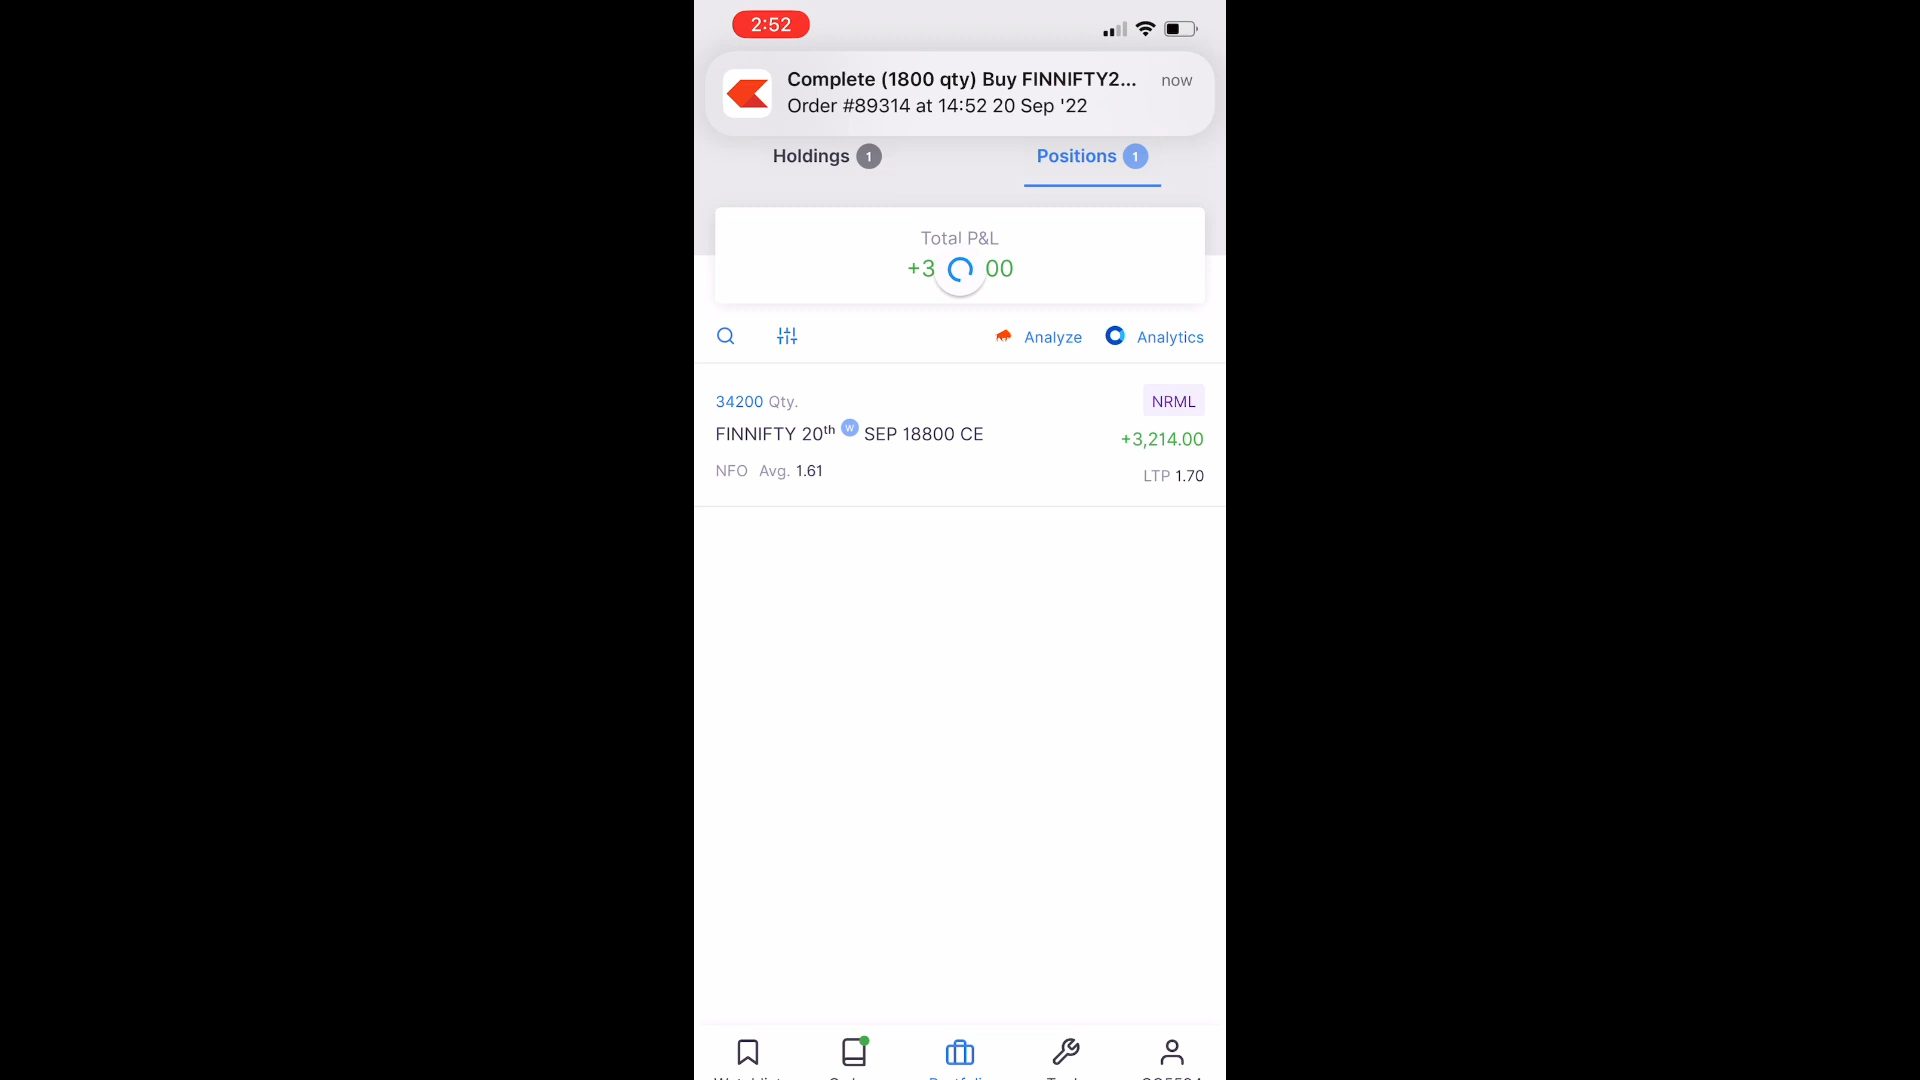 2:52
Complete (1800 qty) Buy FINNIFTY2... now
Order #89314 at 14:52 20 Sep '22
Holdings 1
Positions 1
Total P&L
+3 00
Analyze Analytics
34200 Qty. NRML
FINNIFTY 20th W SEP 18800 CE
+3,214.00
NFO Avg. 1.61
LTP 1.70